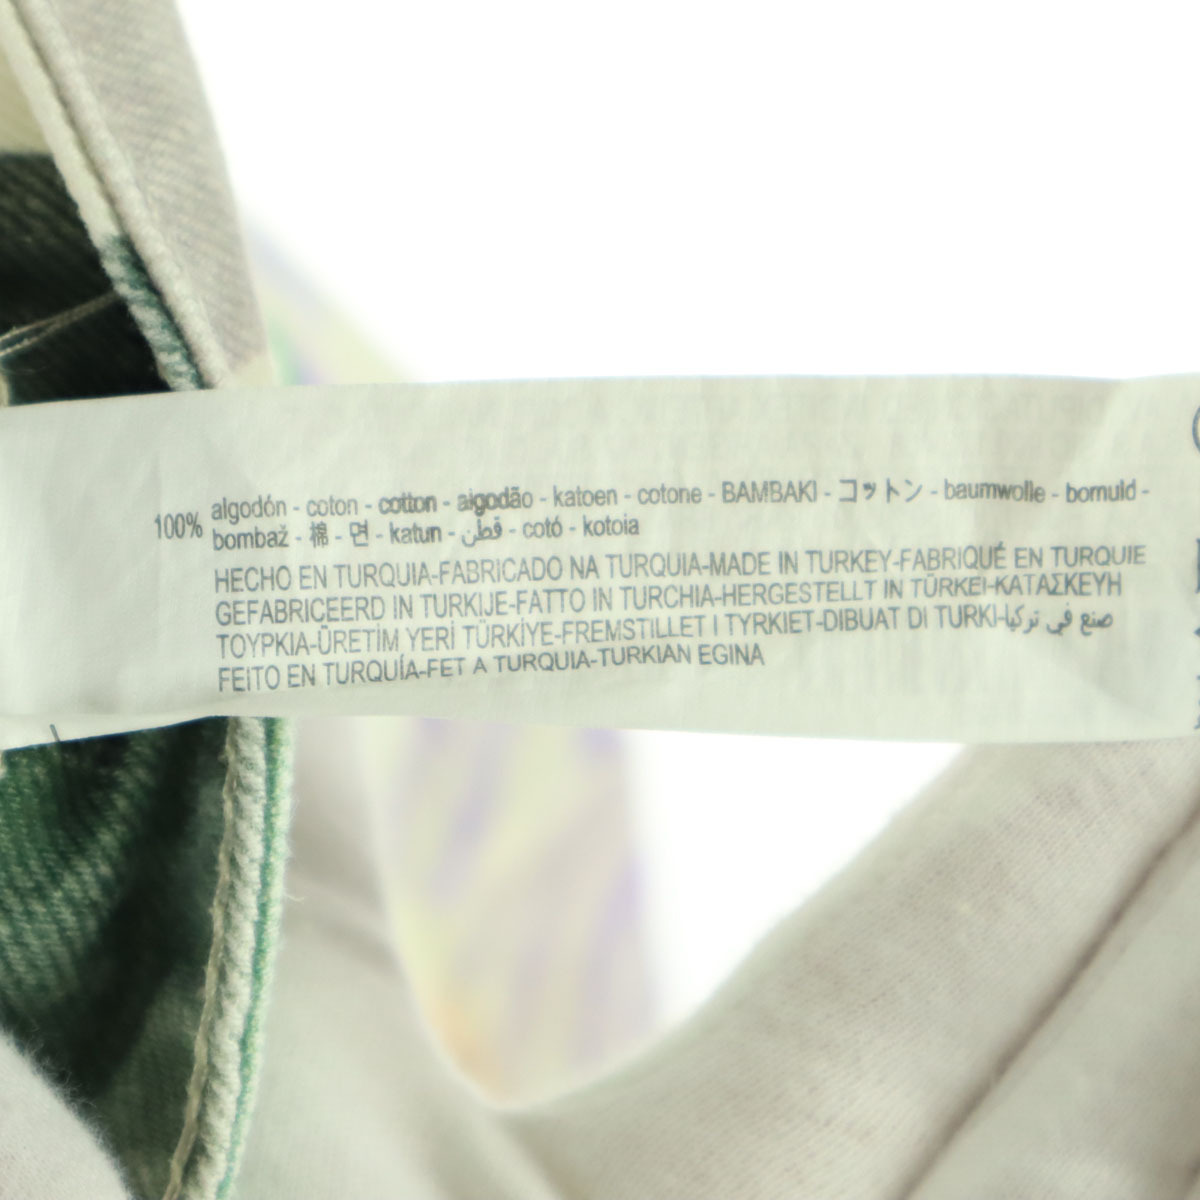 100% algodón - coton - cotton - algodão - katoen - cotone - BAMBAKI - コットン - baumwolle - bomuld -
bombaž - 棉 - 면 - katun - قطن - cotó - kotoia
HECHO EN TURQUIA-FABRICADO NA TURQUIA-MADE IN TURKEY-FABRIQUÉ EN TURQUIE
GEFABRICEERD IN TURKIJE-FATTO IN TURCHIA-HERGESTELLT IN TÜRKEI-ΚΑΤΑΣΚΕΥΗ
ΤΟΥΡΚΙΑ-ÜRETİM YERİ TÜRKİYE-FREMSTILLET I TYRKIET-DIBUAT DI TURKI-صنع في تركيا
FEITO EN TURQUÍA-FET A TURQUIA-TURKIAN EGINA